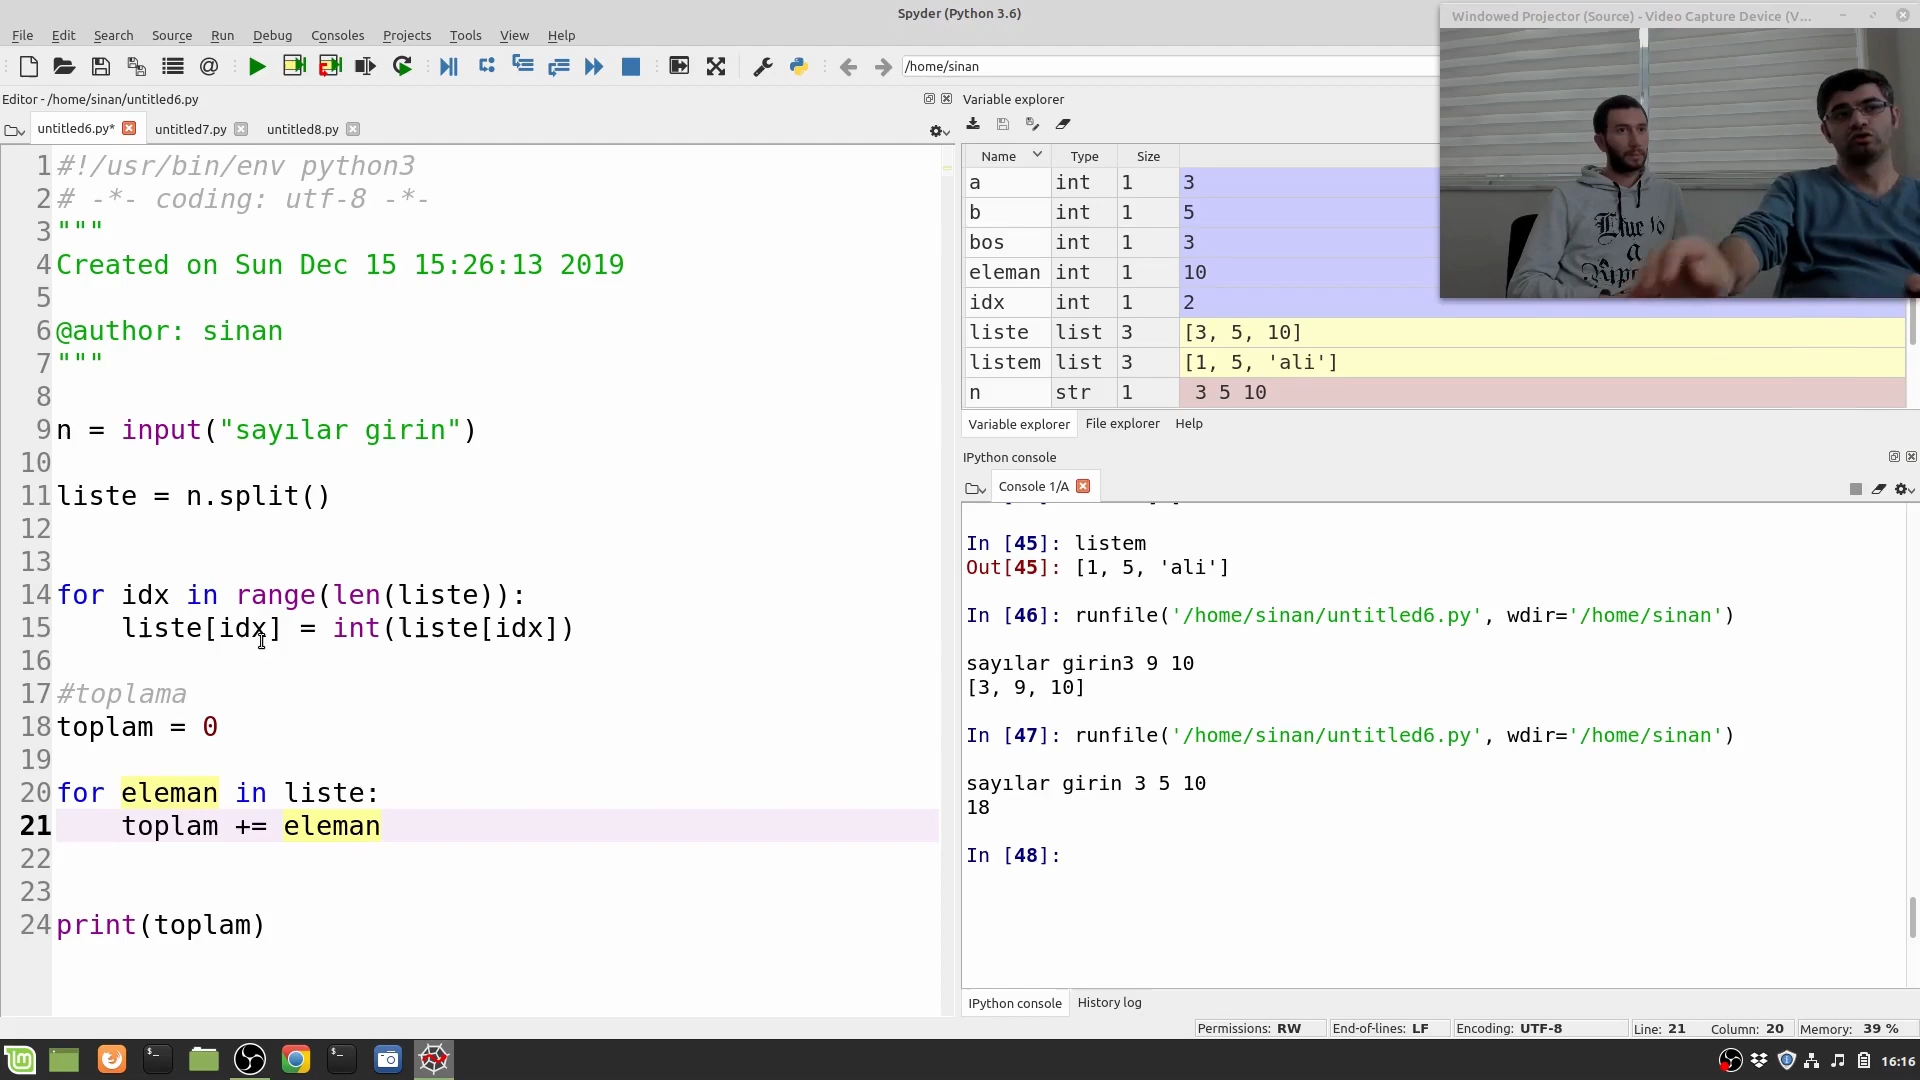 Spyder (Python 3.6)
Windowed Projector (Source) - Video Capture Device (V...
File Edit Search Source Run Debug Consoles Projects Tools View Help
/home/sinan
Editor - /home/sinan/untitled6.py
untitled6.py* untitled7.py untitled8.py
1 #!/usr/bin/env python3
2 # -*- coding: utf-8 -*-
3 """
4 Created on Sun Dec 15 15:26:13 2019
5
6 @author: sinan
7 """
8
9 n = input("sayılar girin")
10
11 liste = n.split()
12
13
14 for idx in range(len(liste)):
15     liste[idx] = int(liste[idx])
16
17 #toplama
18 toplam = 0
19
20 for eleman in liste:
21     toplam += eleman
22
23
24 print(toplam)
Variable explorer
Name Type Size
a int 1 3
b int 1 5
bos int 1 3
eleman int 1 10
idx int 1 2
liste list 3 [3, 5, 10]
listem list 3 [1, 5, 'ali']
n str 1 3 5 10
Variable explorer File explorer Help
Live to
a
IPython console
Console 1/A
In [45]: listem
Out[45]: [1, 5, 'ali']
In [46]: runfile('/home/sinan/untitled6.py', wdir='/home/sinan')
sayılar girin3 9 10
[3, 9, 10]
In [47]: runfile('/home/sinan/untitled6.py', wdir='/home/sinan')
sayılar girin 3 5 10
18
In [48]:
IPython console History log
Permissions: RW End-of-lines: LF Encoding: UTF-8 Line: 21 Column: 20 Memory: 39 %
16:16